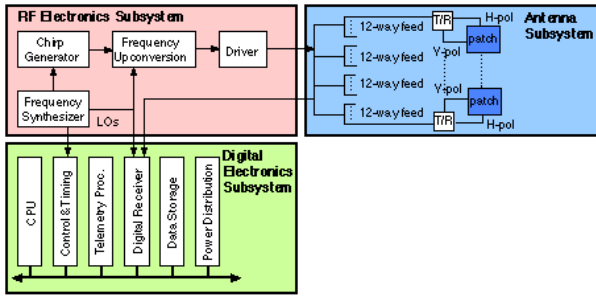 RF Electronics Subsystem
Chirp
Generator
Frequency
Upconversion
Driver
Frequency
Synthesizer
LOs
Antenna
Subsystem
12-way feed
12-way feed
12-way feed
12-way feed
T/R
H-pol
patch
Y-pol
Y-pol
patch
T/R
H-pol
Digital
Electronics
Subsystem
CPU
Control & Timing
Telemetry Proc.
Digital Receiver
Data Storage
Power Distribution